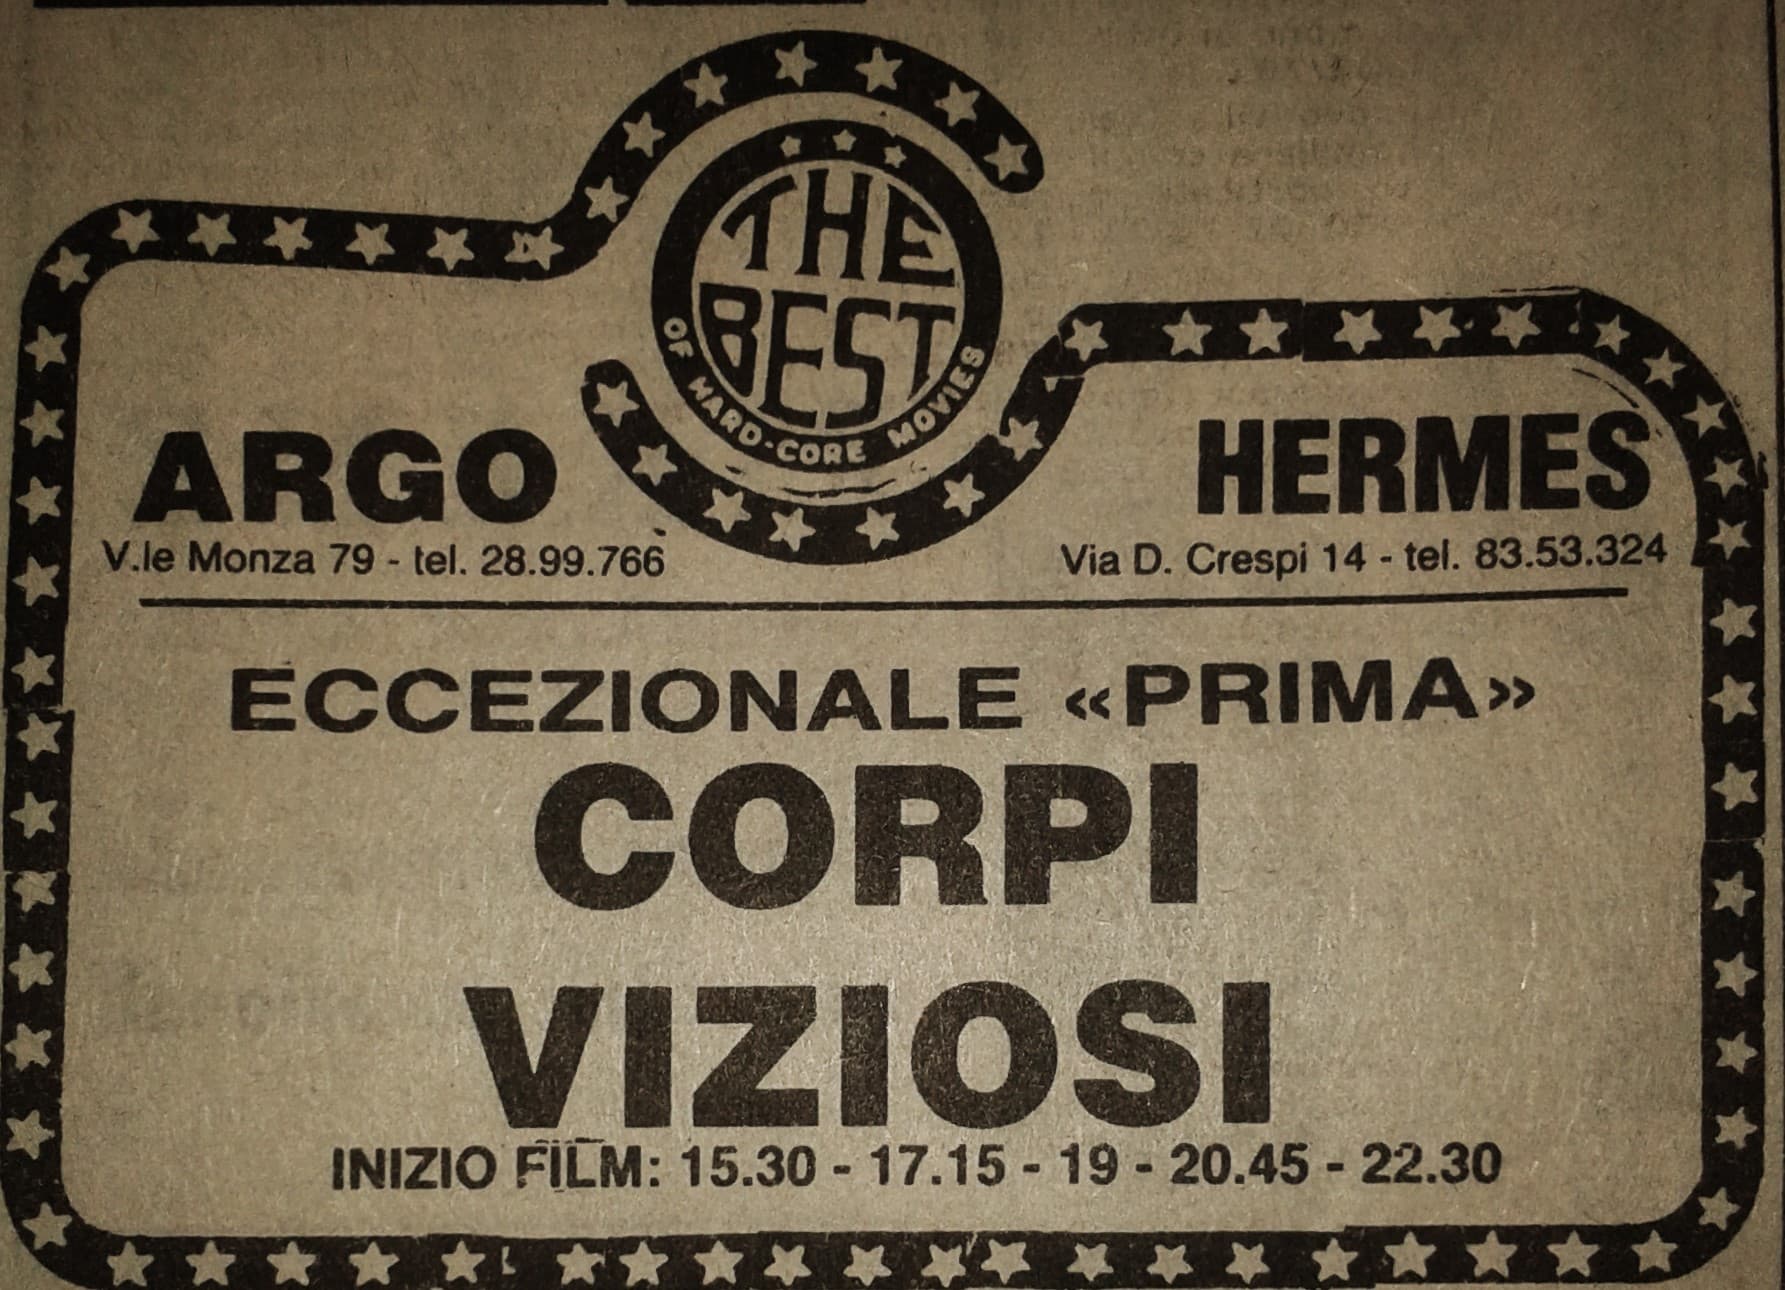 THE
BEST
OF HARD-CORE MOVIES
ARGO
V.le Monza 79 - tel. 28.99.766
HERMES
Via D. Crespi 14 - tel. 83.53.324
ECCEZIONALE «PRIMA»
CORPI
VIZIOSI
INIZIO FILM: 15.30 - 17.15 - 19 - 20.45 - 22.30